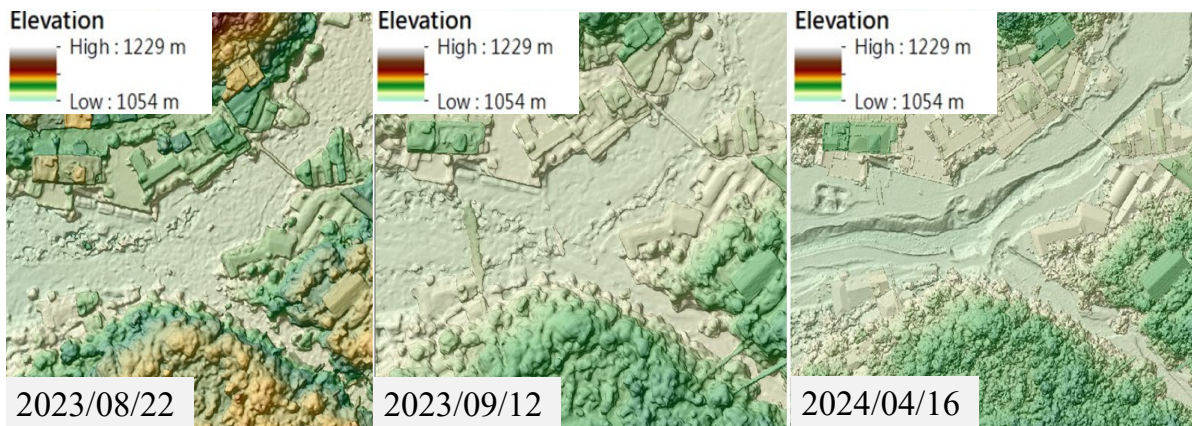 Elevation
High : 1229 m
Low : 1054 m
2023/08/22
Elevation
High : 1229 m
Low : 1054 m
2023/09/12
Elevation
High : 1229 m
Low : 1054 m
2024/04/16